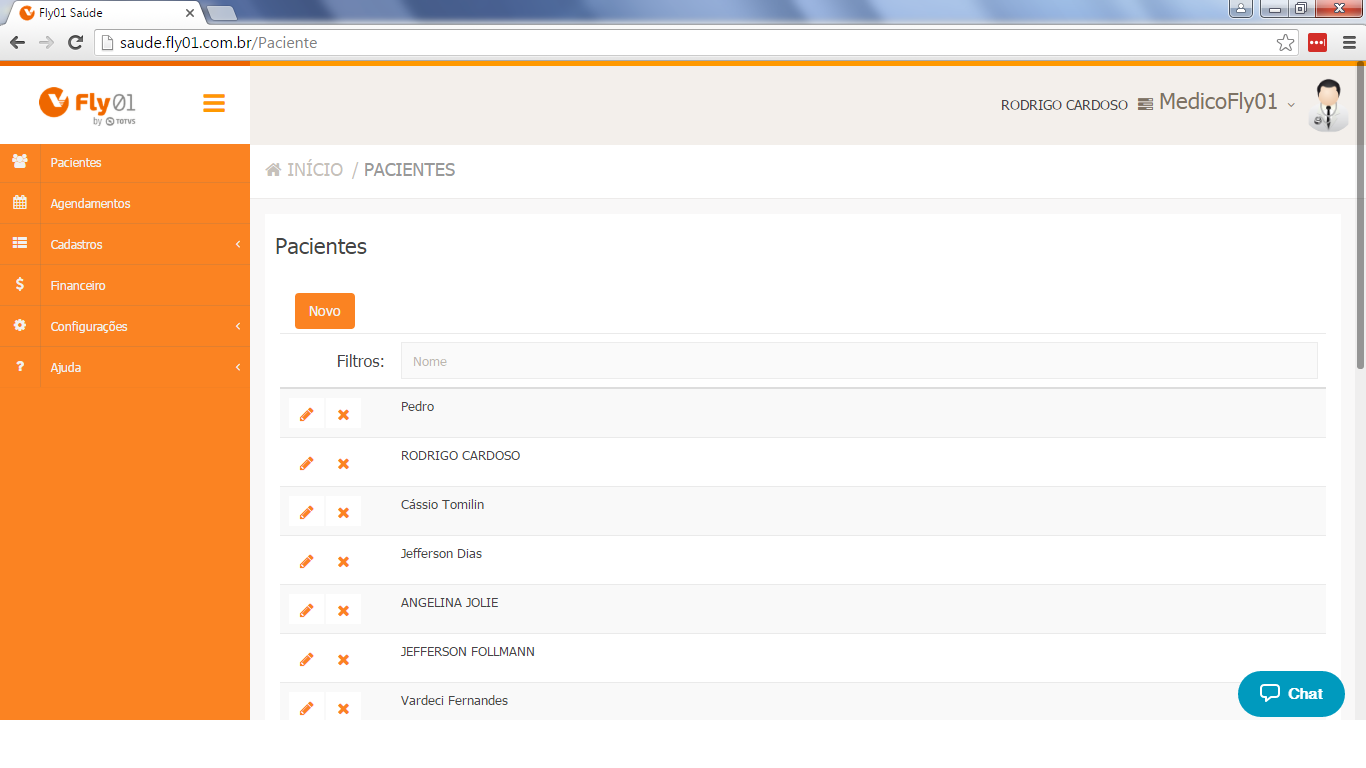 Fly01 Saúde
saude.fly01.com.br/Paciente
Fly01
by TOTVS
RODRIGO CARDOSO MedicoFly01
Pacientes
Agendamentos
Cadastros
Financeiro
Configurações
Ajuda
INÍCIO / PACIENTES
Pacientes
Novo
Filtros: Nome
Pedro
RODRIGO CARDOSO
Cássio Tomilin
Jefferson Dias
ANGELINA JOLIE
JEFFERSON FOLLMANN
Vardeci Fernandes
Chat